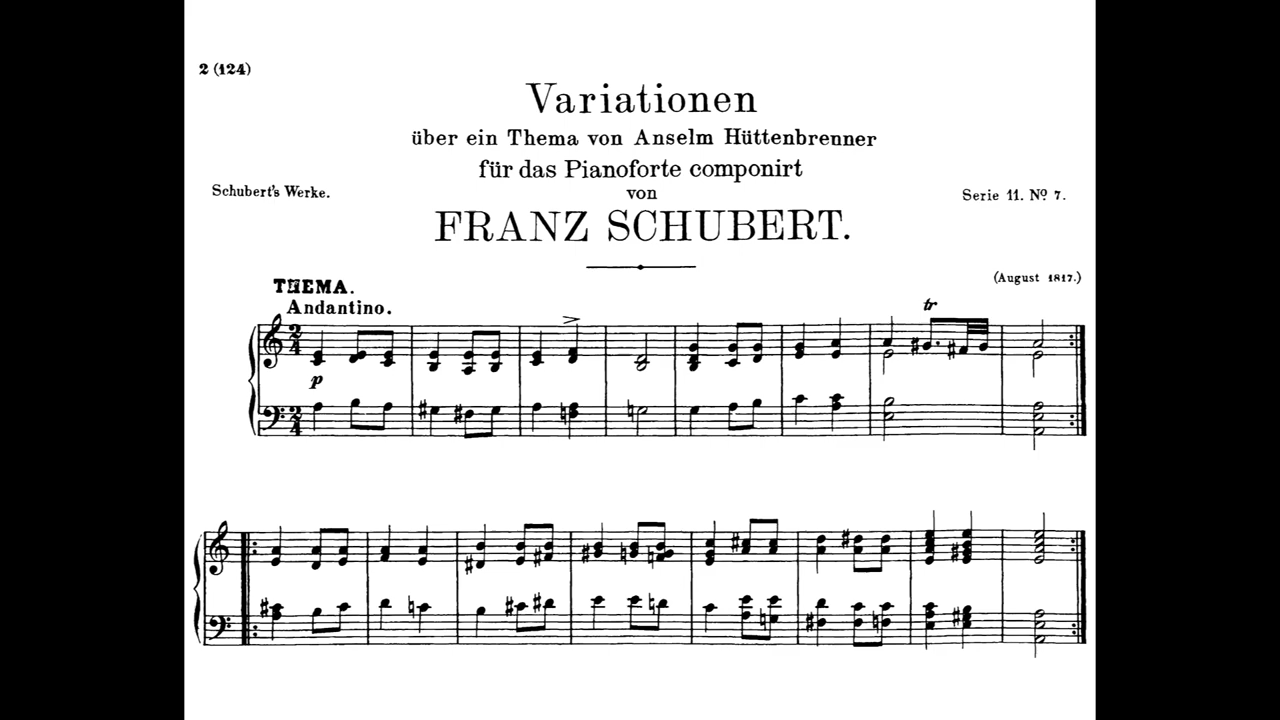 2 (124)
Variationen
über ein Thema von Anselm Hüttenbrenner
für das Pianoforte componirt
von
Schubert's Werke.
Serie 11. Nº 7.
FRANZ SCHUBERT.
(August 1817.)
THEMA.
Andantino.
tr
p